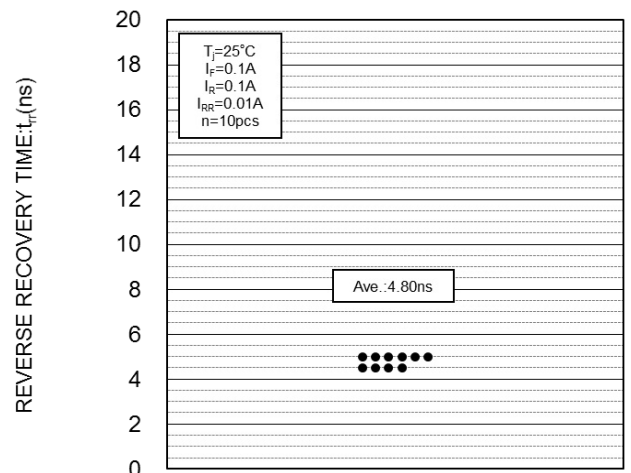 REVERSE RECOVERY TIME:trr(ns)
20
18
16
14
12
10
8
6
4
2
0
Tj=25°C
IF=0.1A
IR=0.1A
IRR=0.01A
n=10pcs
Ave.:4.80ns